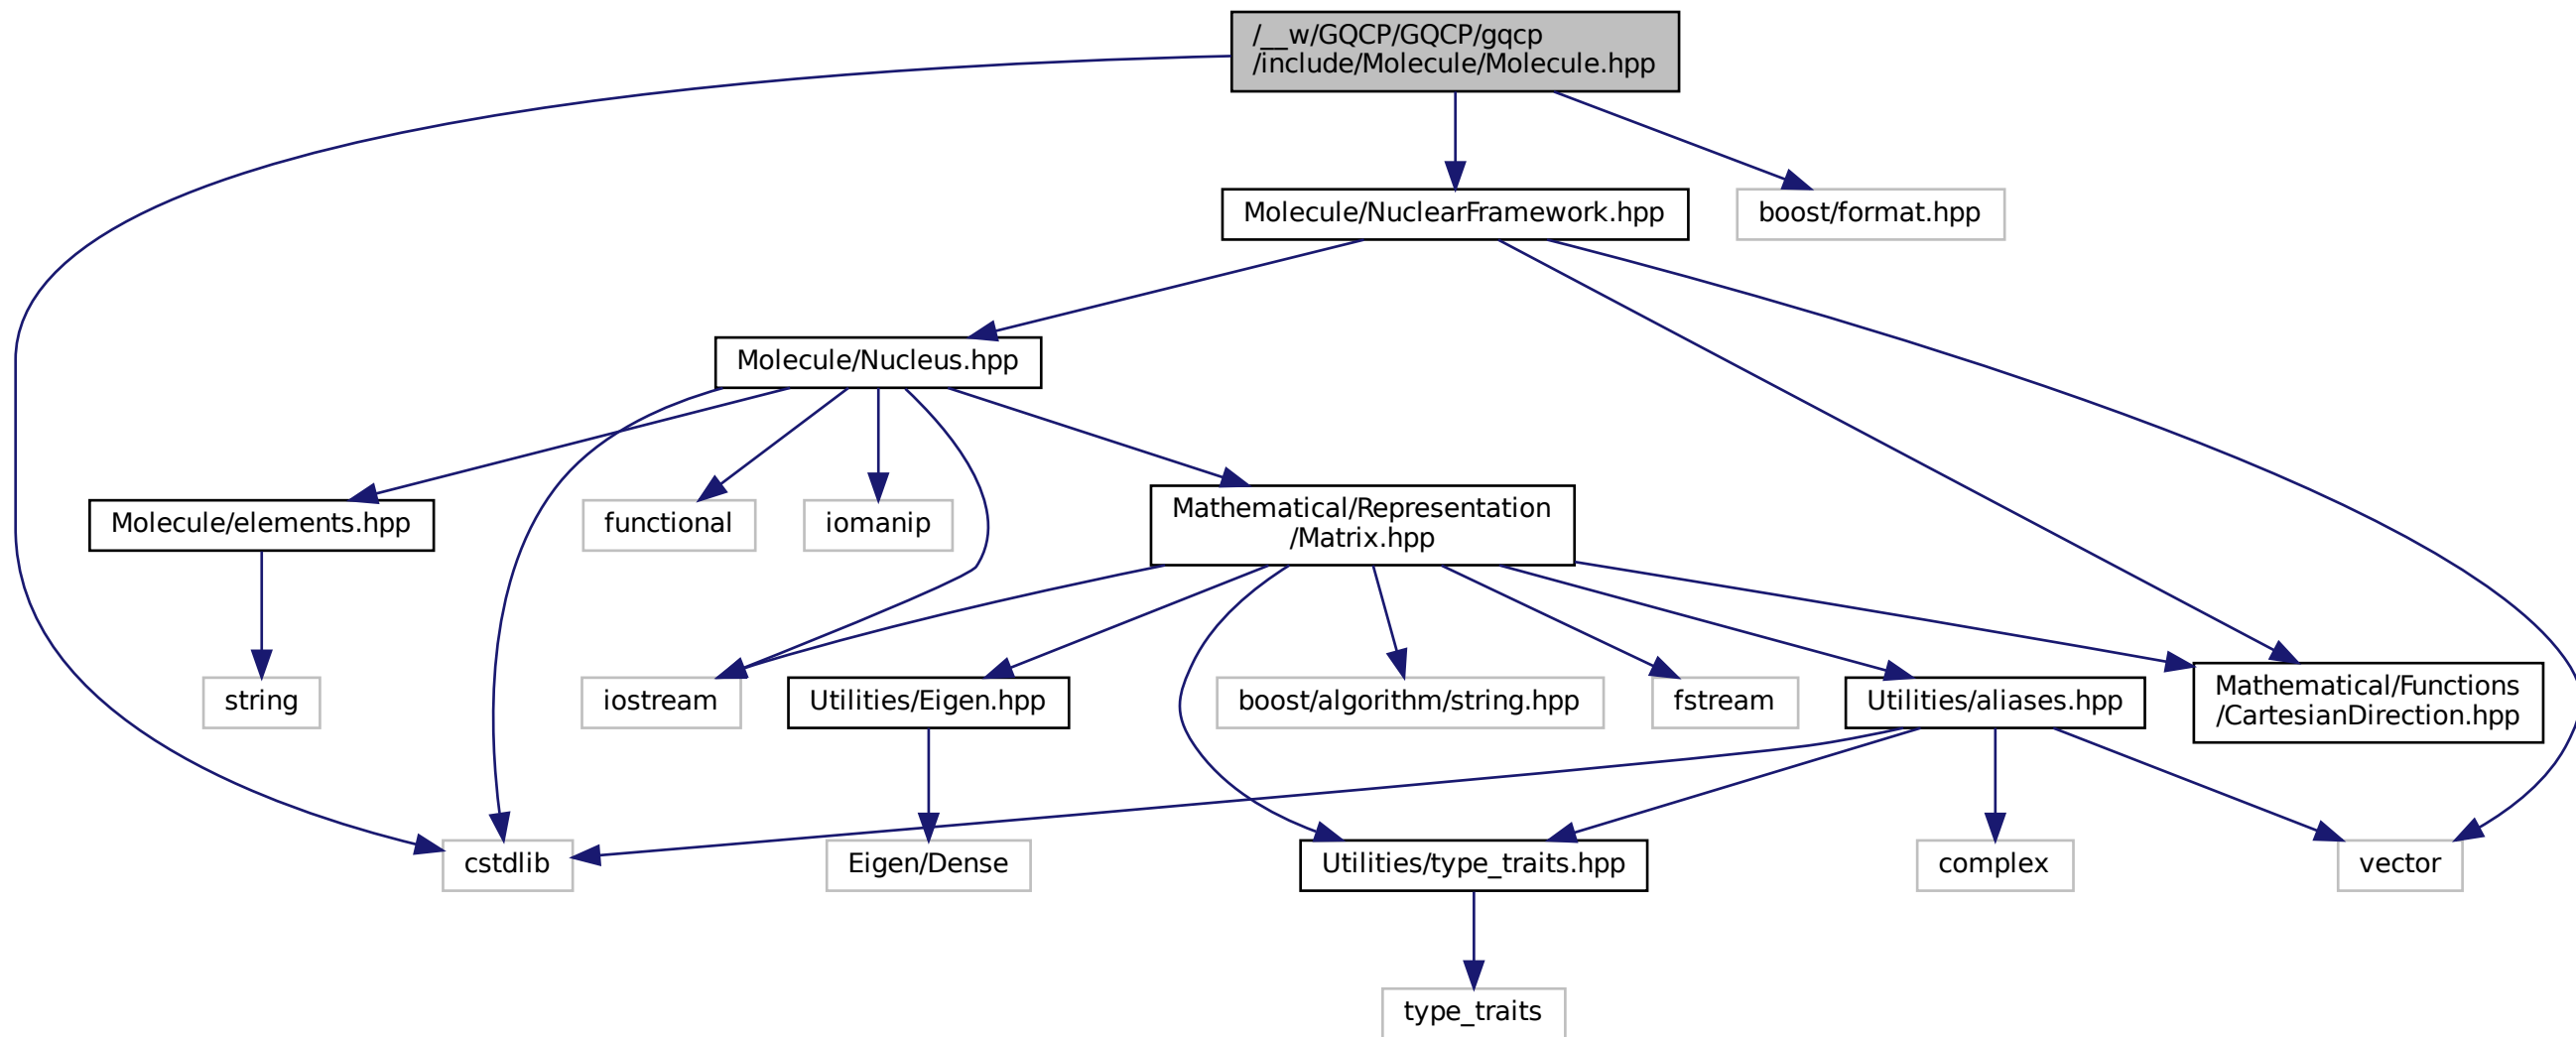 /__w/GQCP/GQCP/gqcp
/include/Molecule/Molecule.hpp
Molecule/NuclearFramework.hpp
boost/format.hpp
Molecule/Nucleus.hpp
Molecule/elements.hpp
functional
iomanip
Mathematical/Representation
/Matrix.hpp
string
iostream
Utilities/Eigen.hpp
boost/algorithm/string.hpp
fstream
Utilities/aliases.hpp
Mathematical/Functions
/CartesianDirection.hpp
cstdlib
Eigen/Dense
Utilities/type_traits.hpp
complex
vector
type_traits